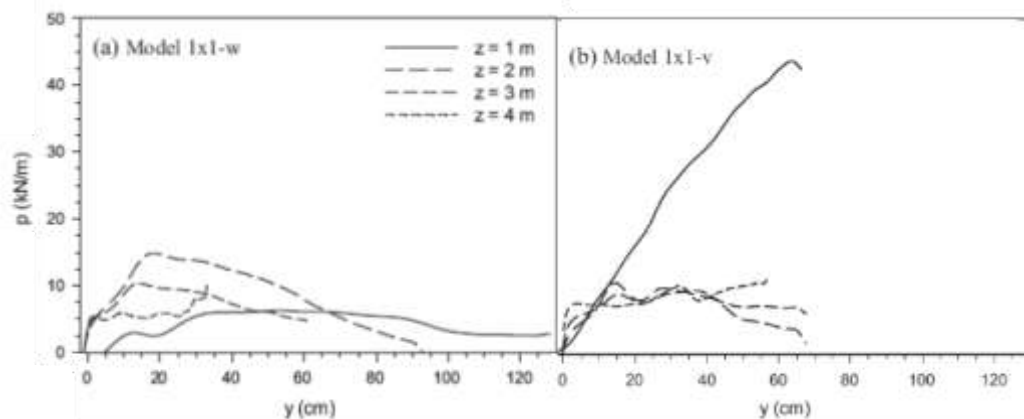 50
40
30
20
10
0
p (kN/m)
(a) Model 1x1-w
z = 1 m
z = 2 m
z = 3 m
z = 4 m
0 20 40 60 80 100 120
y (cm)
(b) Model 1x1-v
0 20 40 60 80 100 120
y (cm)